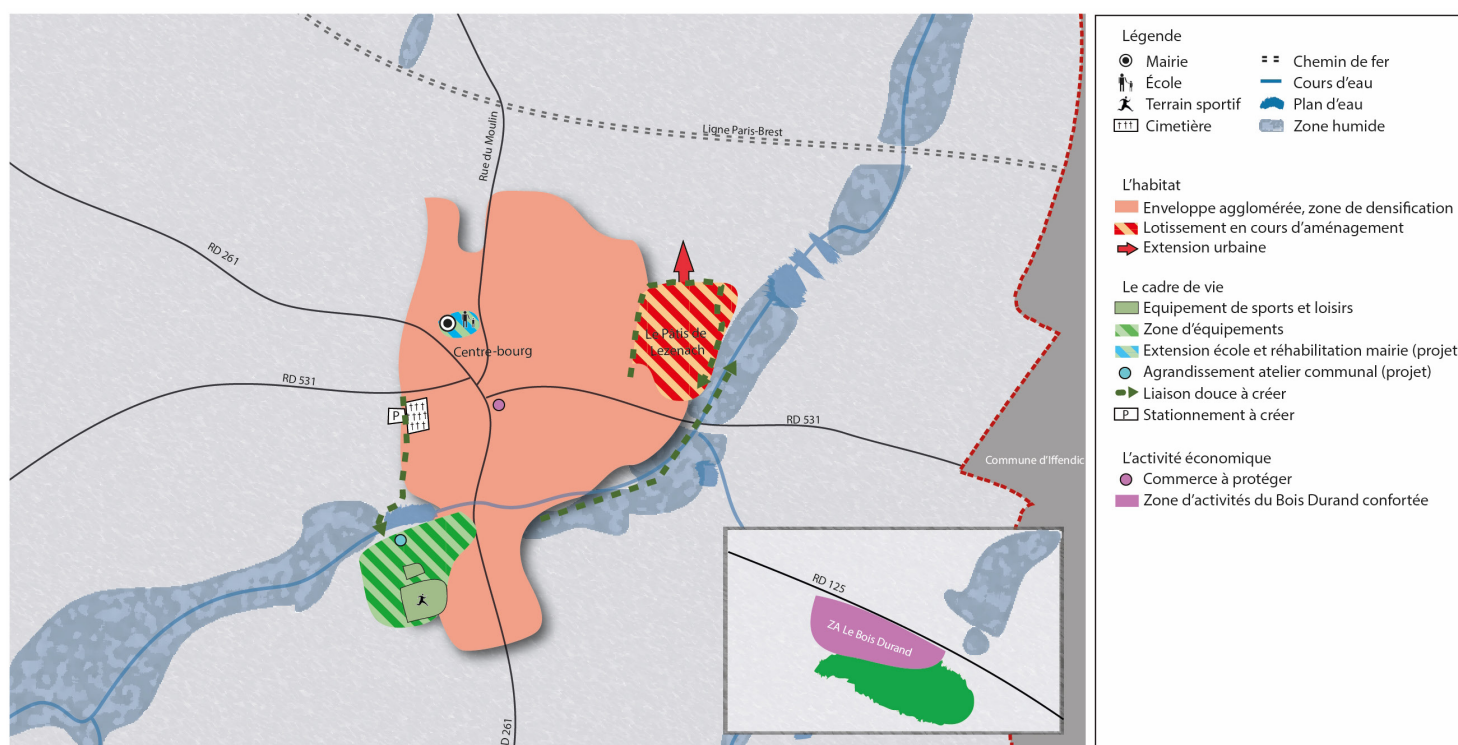 Ligne Paris-Brest
Rue du Moulin
RD 261
Le Patis de
Lezenach
Centre-bourg
RD 531
P
RD 531
Commune d'Iffendic
RD 261
RD 125
ZA Le Bois Durand
Légende
Mairie
École
Terrain sportif
Cimetière
Chemin de fer
Cours d'eau
Plan d'eau
Zone humide
L'habitat
Enveloppe agglomérée, zone de densification
Lotissement en cours d'aménagement
Extension urbaine
Le cadre de vie
Equipement de sports et loisirs
Zone d'équipements
Extension école et réhabilitation mairie (projet
Agrandissement atelier communal (projet)
Liaison douce à créer
P Stationnement à créer
L'activité économique
Commerce à protéger
Zone d'activités du Bois Durand confortée